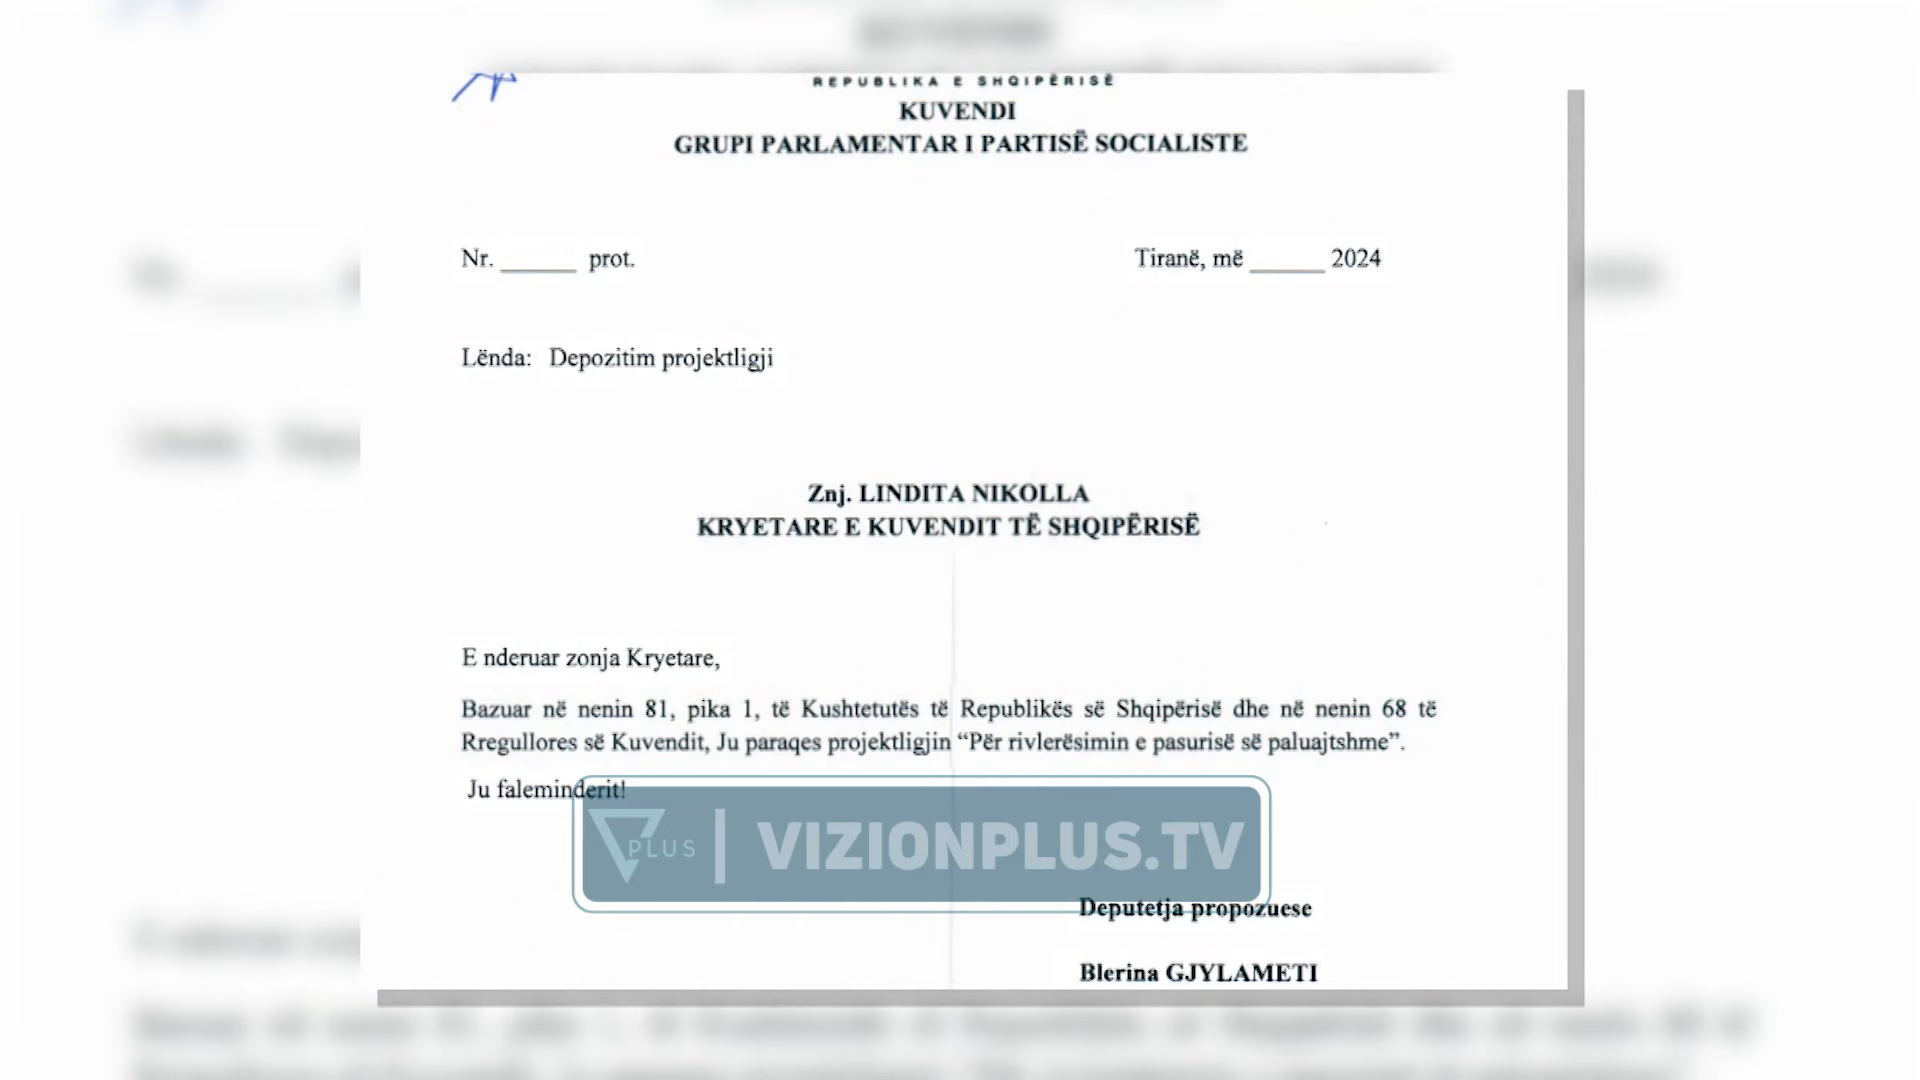 REPUBLIKA E SHQIPËRISË
KUVENDI
GRUPI PARLAMENTAR I PARTISË SOCIALISTE
Nr. ______ prot.
Tiranë, më ______ 2024
Lënda: Depozitim projektligji
Znj. LINDITA NIKOLLA
KRYETARE E KUVENDIT TË SHQIPËRISË
E nderuar zonja Kryetare,
Bazuar në nenin 81, pika 1, të Kushtetutës të Republikës së Shqipërisë dhe në nenin 68 të
Rregullores së Kuvendit, Ju paraqes projektligjin “Për rivlerësimin e pasurisë së paluajtshme”.
Ju faleminderit!
PLUS | VIZIONPLUS.TV
Deputetja propozuese
Blerina GJYLAMETI